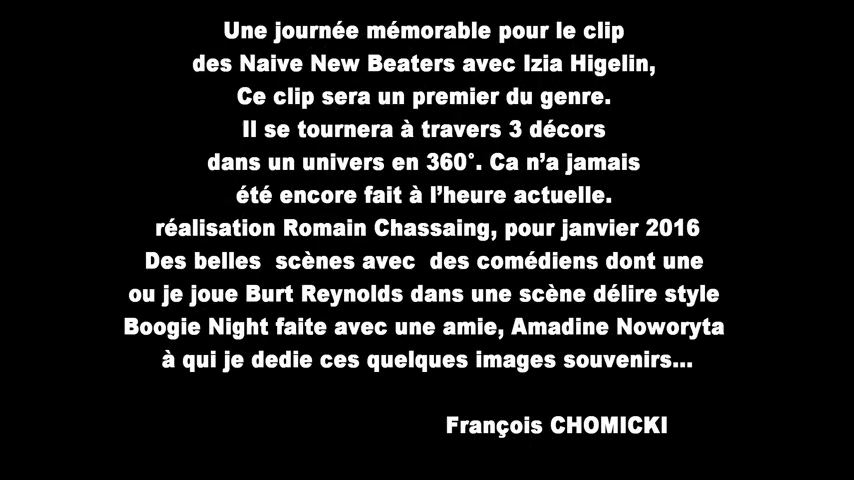 Une journée mémorable pour le clip
des Naive New Beaters avec Izia Higelin,
Ce clip sera un premier du genre.
Il se tournera à travers 3 décors
dans un univers en 360°. Ca n’a jamais
été encore fait à l’heure actuelle.
réalisation Romain Chassaing, pour janvier 2016
Des belles scènes avec des comédiens dont une
ou je joue Burt Reynolds dans une scène délire style
Boogie Night faite avec une amie, Amadine Noworyta
à qui je dedie ces quelques images souvenirs...
François CHOMICKI